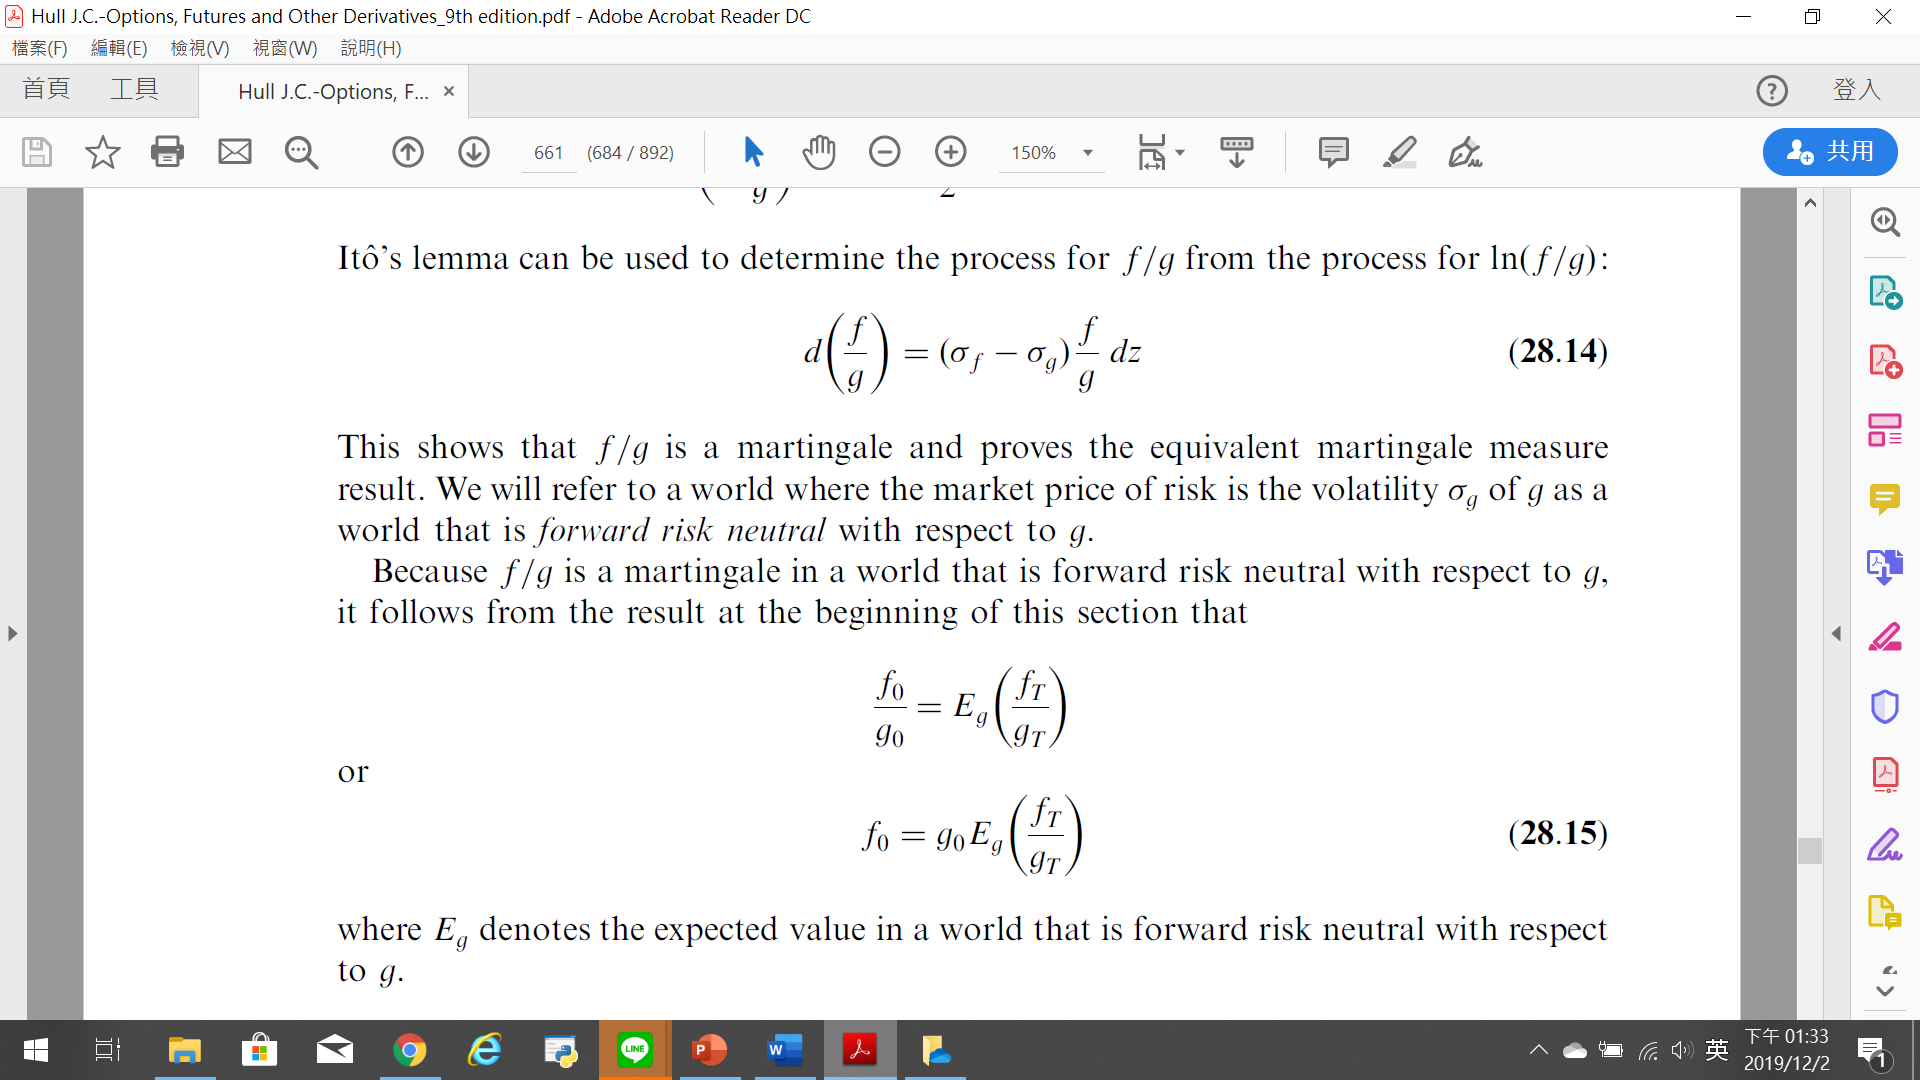 Hull J.C.-Options, Futures and Other Derivatives_9th edition.pdf - Adobe Acrobat Reader DC
檔案(F) 編輯(E) 檢視(V) 視窗(W) 說明(H)
首頁 工具 Hull J.C.-Options, F... × ? 登入
661 (684 / 892) 150% 共用
Itô’s lemma can be used to determine the process for f/g from the process for ln(f/g):
d(f/g) = (σ_f − σ_g) f/g dz (28.14)
This shows that f/g is a martingale and proves the equivalent martingale measure
result. We will refer to a world where the market price of risk is the volatility σ_g of g as a
world that is forward risk neutral with respect to g.
Because f/g is a martingale in a world that is forward risk neutral with respect to g,
it follows from the result at the beginning of this section that
f_0/g_0 = E_g(f_T/g_T)
or
f_0 = g_0 E_g(f_T/g_T) (28.15)
where E_g denotes the expected value in a world that is forward risk neutral with respect
to g.
LINE
英
下午 01:33
2019/12/2
1